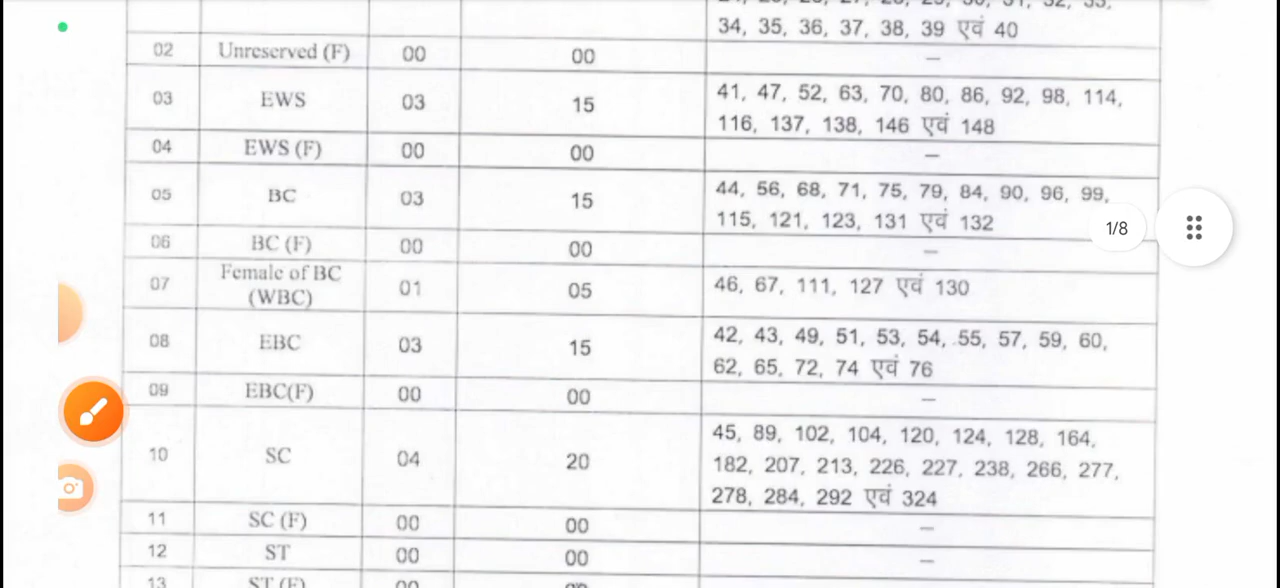 34, 35, 36, 37, 38, 39 एवं 40
02 Unreserved (F) 00 00 —
03 EWS 03 15 41, 47, 52, 63, 70, 80, 86, 92, 98, 114,
116, 137, 138, 146 एवं 148
04 EWS (F) 00 00 —
05 BC 03 15 44, 56, 68, 71, 75, 79, 84, 90, 96, 99,
115, 121, 123, 131 एवं 132
1/8
06 BC (F) 00 00 —
07 Female of BC
(WBC) 01 05 46, 67, 111, 127 एवं 130
08 EBC 03 15 42, 43, 49, 51, 53, 54, 55, 57, 59, 60,
62, 65, 72, 74 एवं 76
09 EBC(F) 00 00 —
10 SC 04 20 45, 89, 102, 104, 120, 124, 128, 164,
182, 207, 213, 226, 227, 238, 266, 277,
278, 284, 292 एवं 324
11 SC (F) 00 00 —
12 ST 00 00 —
13 ST (F) 00